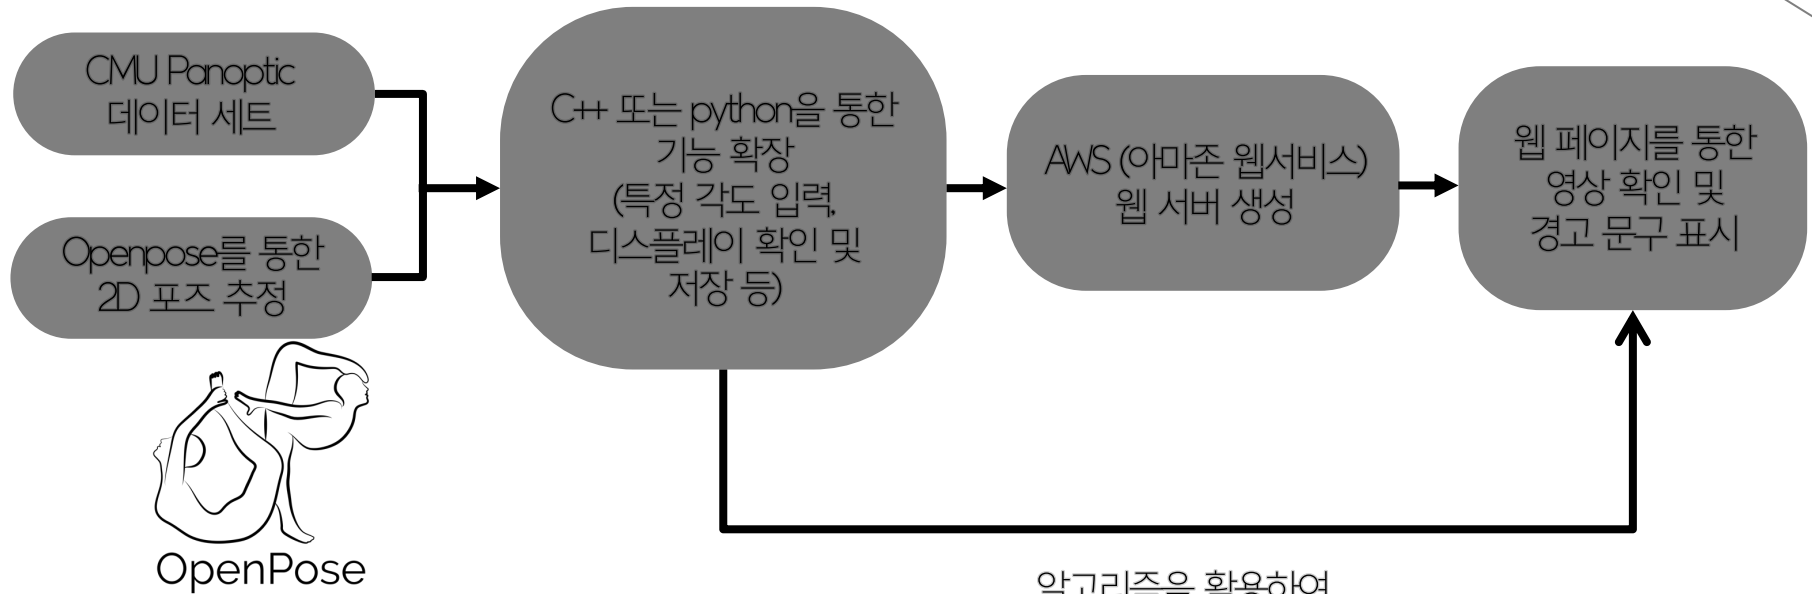 CMU Panoptic
데이터 세트
Openpose를 통한
2D 포즈 추정
OpenPose
C++ 또는 python을 통한
기능 확장
(특정 각도 입력,
디스플레이 확인 및
저장 등)
AWS (아마존 웹서비스)
웹 서버 생성
웹 페이지를 통한
영상 확인 및
경고 문구 표시
알고리즘을 활용하여